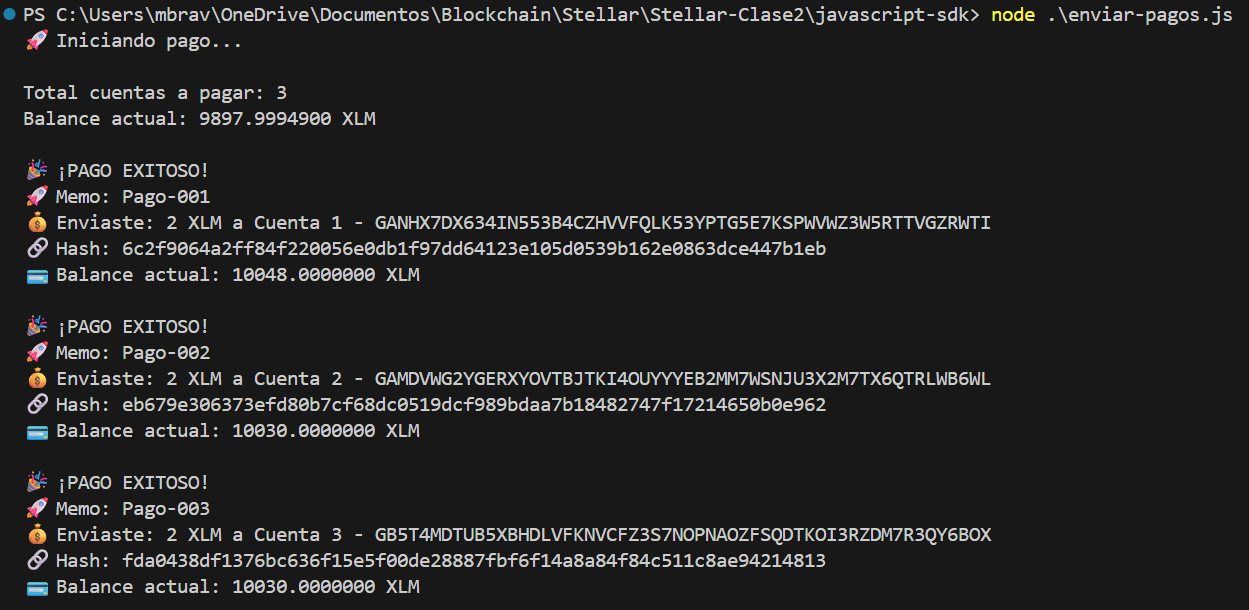 PS C:\Users\mbrav\OneDrive\Documentos\Blockchain\Stellar\Stellar-Clase2\javascript-sdk> node .\enviar-pagos.js
🚀 Iniciando pago...
Total cuentas a pagar: 3
Balance actual: 9897.9994900 XLM
🎉 ¡PAGO EXITOSO!
🚀 Memo: Pago-001
💰 Enviaste: 2 XLM a Cuenta 1 - GANHX7DX634IN553B4CZHVVFQLK53YPTG5E7KSPWVWZ3W5RTTVGZRWTI
🔗 Hash: 6c2f9064a2ff84f220056e0db1f97dd64123e105d0539b162e0863dce447b1eb
💳 Balance actual: 10048.0000000 XLM
🎉 ¡PAGO EXITOSO!
🚀 Memo: Pago-002
💰 Enviaste: 2 XLM a Cuenta 2 - GAMDVWG2YGERXYOVTBJTKI4OUYYYEB2MM7WSNJU3X2M7TX6QTRLWB6WL
🔗 Hash: eb679e306373efd80b7cf68dc0519dcf989bdaa7b18482747f17214650b0e962
💳 Balance actual: 10030.0000000 XLM
🎉 ¡PAGO EXITOSO!
🚀 Memo: Pago-003
💰 Enviaste: 2 XLM a Cuenta 3 - GB5T4MDTUB5XBHDLVFKNVCFZ3S7NOPNAOZFSQDTKOI3RZDM7R3QY6BOX
🔗 Hash: fda0438df1376bc636f15e5f00de28887fbf6f14a8a84f84c511c8ae94214813
💳 Balance actual: 10030.0000000 XLM